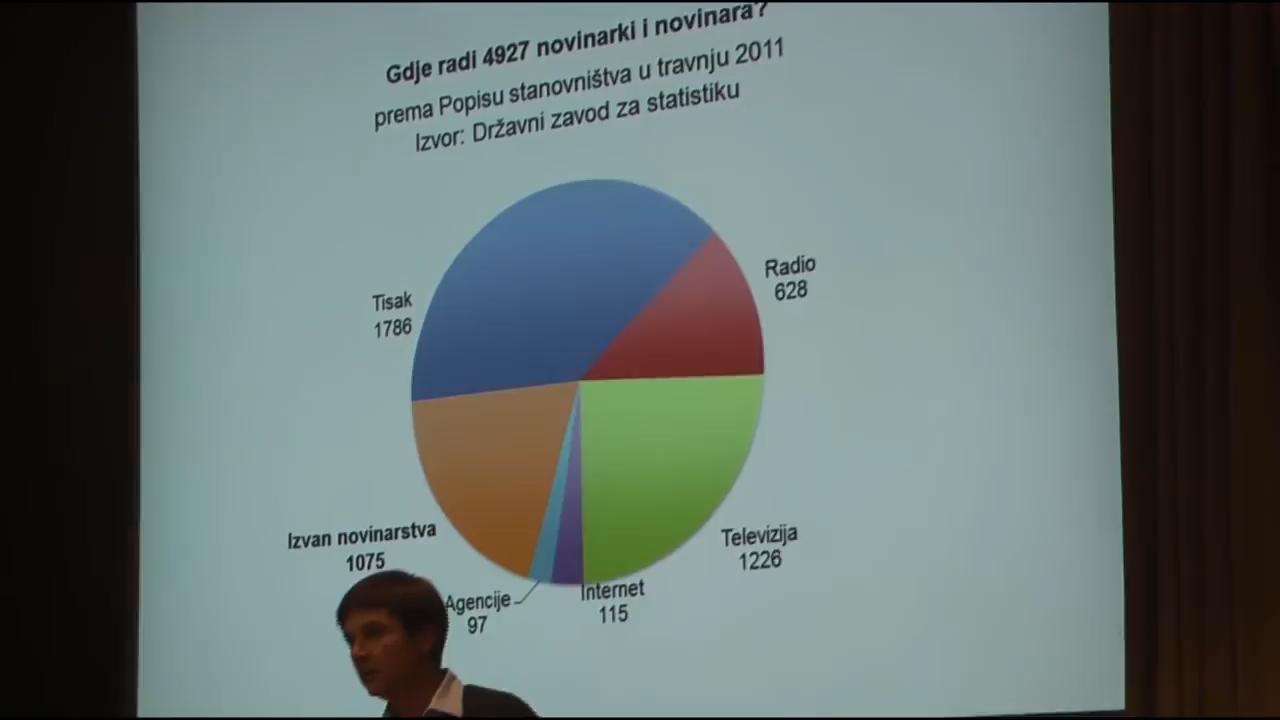 Gdje radi 4927 novinarki i novinara?
prema Popisu stanovništva u travnju 2011
Izvor: Državni zavod za statistiku
Radio
628
Tisak
1786
Izvan novinarstva
1075
Televizija
1226
Agencije
97
Internet
115